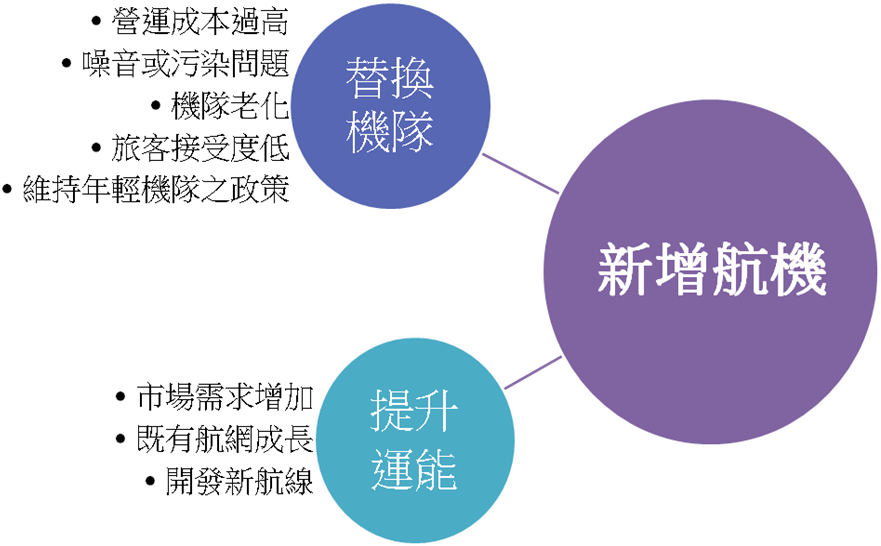 • 營運成本過高
• 噪音或污染問題
• 機隊老化
• 旅客接受度低
• 維持年輕機隊之政策
替換
機隊
新增航機
• 市場需求增加
• 既有航網成長
• 開發新航線
提升
運能